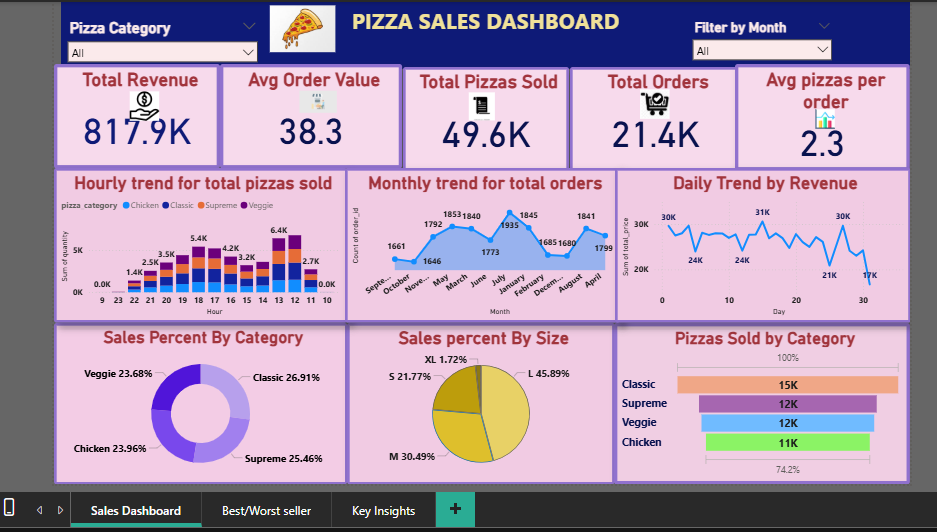 PIZZA SALES DASHBOARD
Pizza Category
All
Filter by Month
All
Total Revenue
817.9K
Avg Order Value
38.3
Total Pizzas Sold
49.6K
Total Orders
21.4K
Avg pizzas per
order
2.3
Hourly trend for total pizzas sold
pizza_category Chicken Classic Supreme Veggie
Sum of quantity
5K
0K
0.0K
1.4K
2.5K
3.5K
5.4K
4.2K
3.2K
6.4K
2.7K
0.0K
9 23 22 21 20 19 18 17 16 15 14 13 12 11 10
Hour
Monthly trend for total orders
Count of order_id
1661
1646
1792
1853
1840
1773
1935
1845
1685
1680
1841
1799
Septe...
October
Nove...
May
March
June
July
January
February
Decem...
August
April
Month
Daily Trend by Revenue
Sum of total_price
30K
20K
30K
24K
24K
31K
21K
30K
17K
0 10 20 30
Day
Sales Percent By Category
Veggie 23.68%
Classic 26.91%
Chicken 23.96%
Supreme 25.46%
Sales percent By Size
XL 1.72%
S 21.77%
L 45.89%
M 30.49%
Pizzas Sold by Category
100%
Classic 15K
Supreme 12K
Veggie 12K
Chicken 11K
74.2%
Sales Dashboard
Best/Worst seller
Key Insights
+